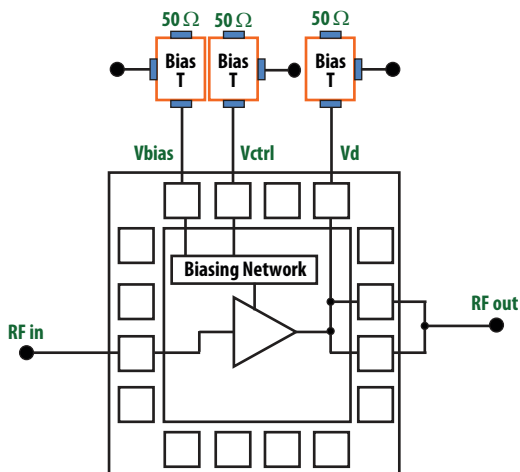 50 Ω 50 Ω 50 Ω
Bias
T
Bias
T
Bias
T
Vbias Vctrl Vd
Biasing Network
RF in
RF out